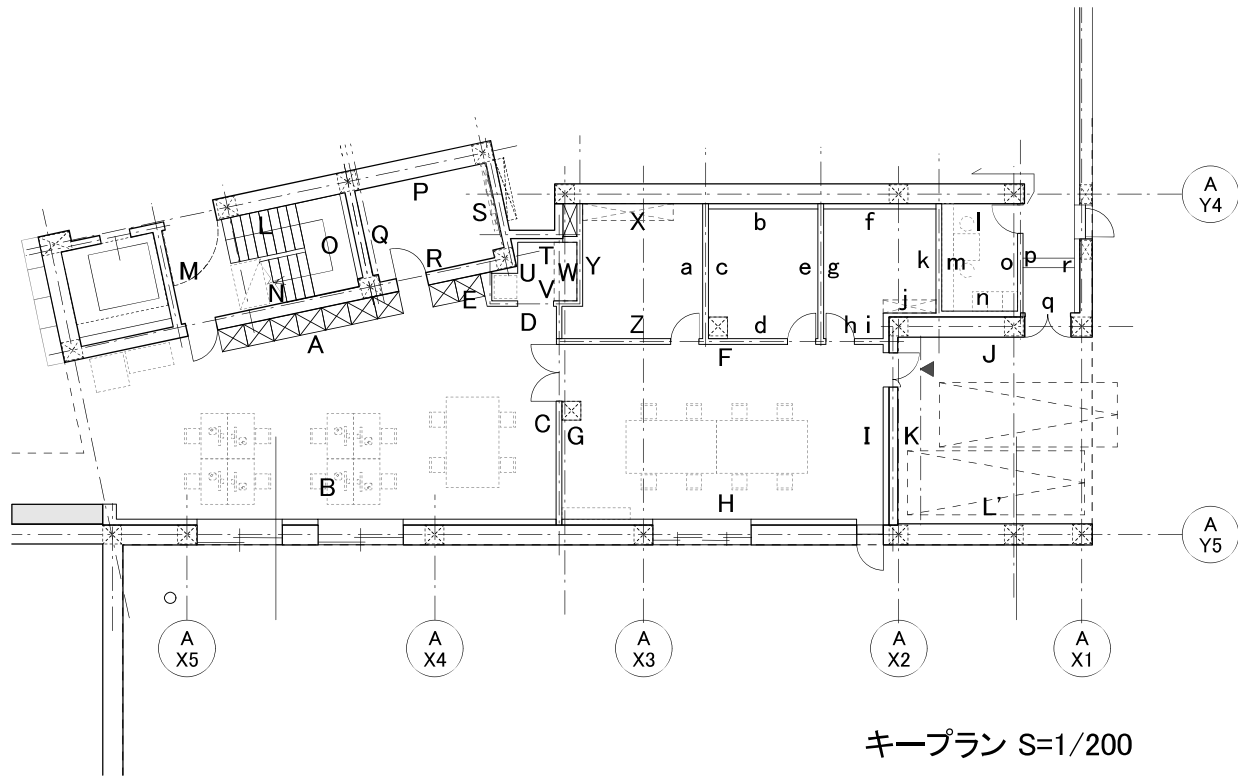 A
Y4
L
P
O
Q
M
N
R
S
T
U
W
V
E
D
A
X
Y
Z
a
b
c
d
e
f
g
h
i
j
k
l
m
n
o
p
q
r
F
J
C
G
I
K
B
H
L'
A
Y5
A
X5
A
X4
A
X3
A
X2
A
X1
キープラン S=1/200